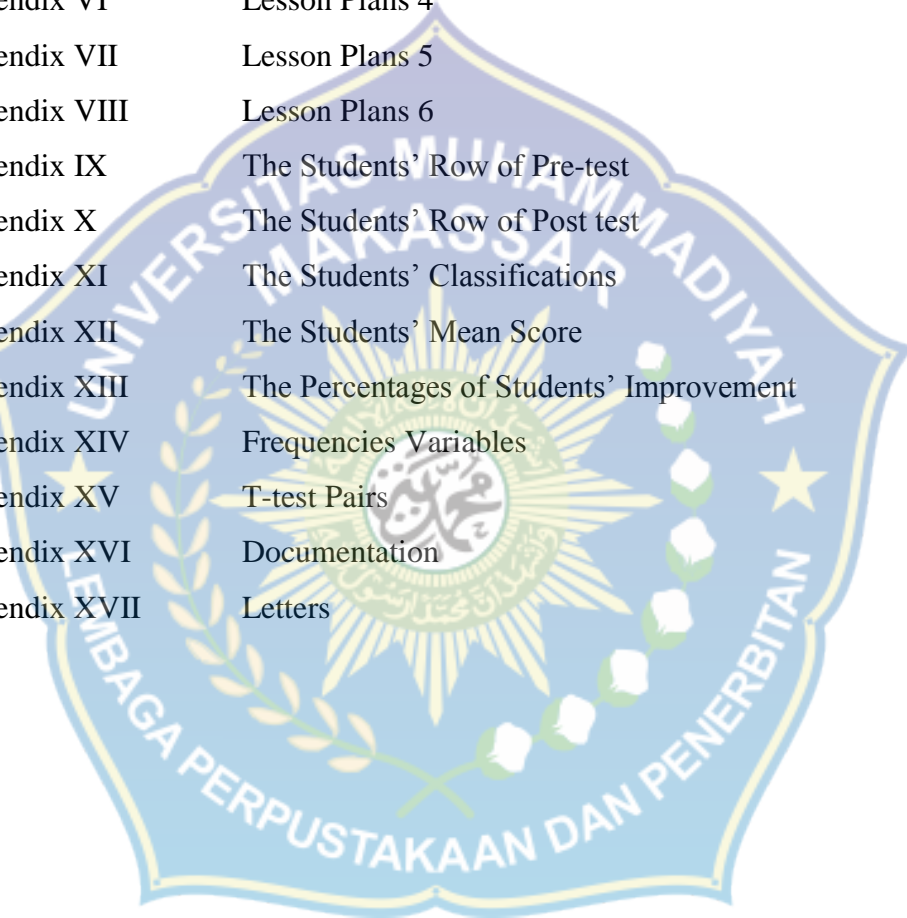 endix VI Lesson Plans 4
endix VII Lesson Plans 5
endix VIII Lesson Plans 6
endix IX The Students’ Row of Pre-test
endix X The Students’ Row of Post test
endix XI The Students’ Classifications
endix XII The Students’ Mean Score
endix XIII The Percentages of Students’ Improvement
endix XIV Frequencies Variables
endix XV T-test Pairs
endix XVI Documentation
endix XVII Letters
UNIVERSITAS MUHAMMADIYAH
MAKASSAR
LEMBAGA PERPUSTAKAAN DAN PENERBITAN